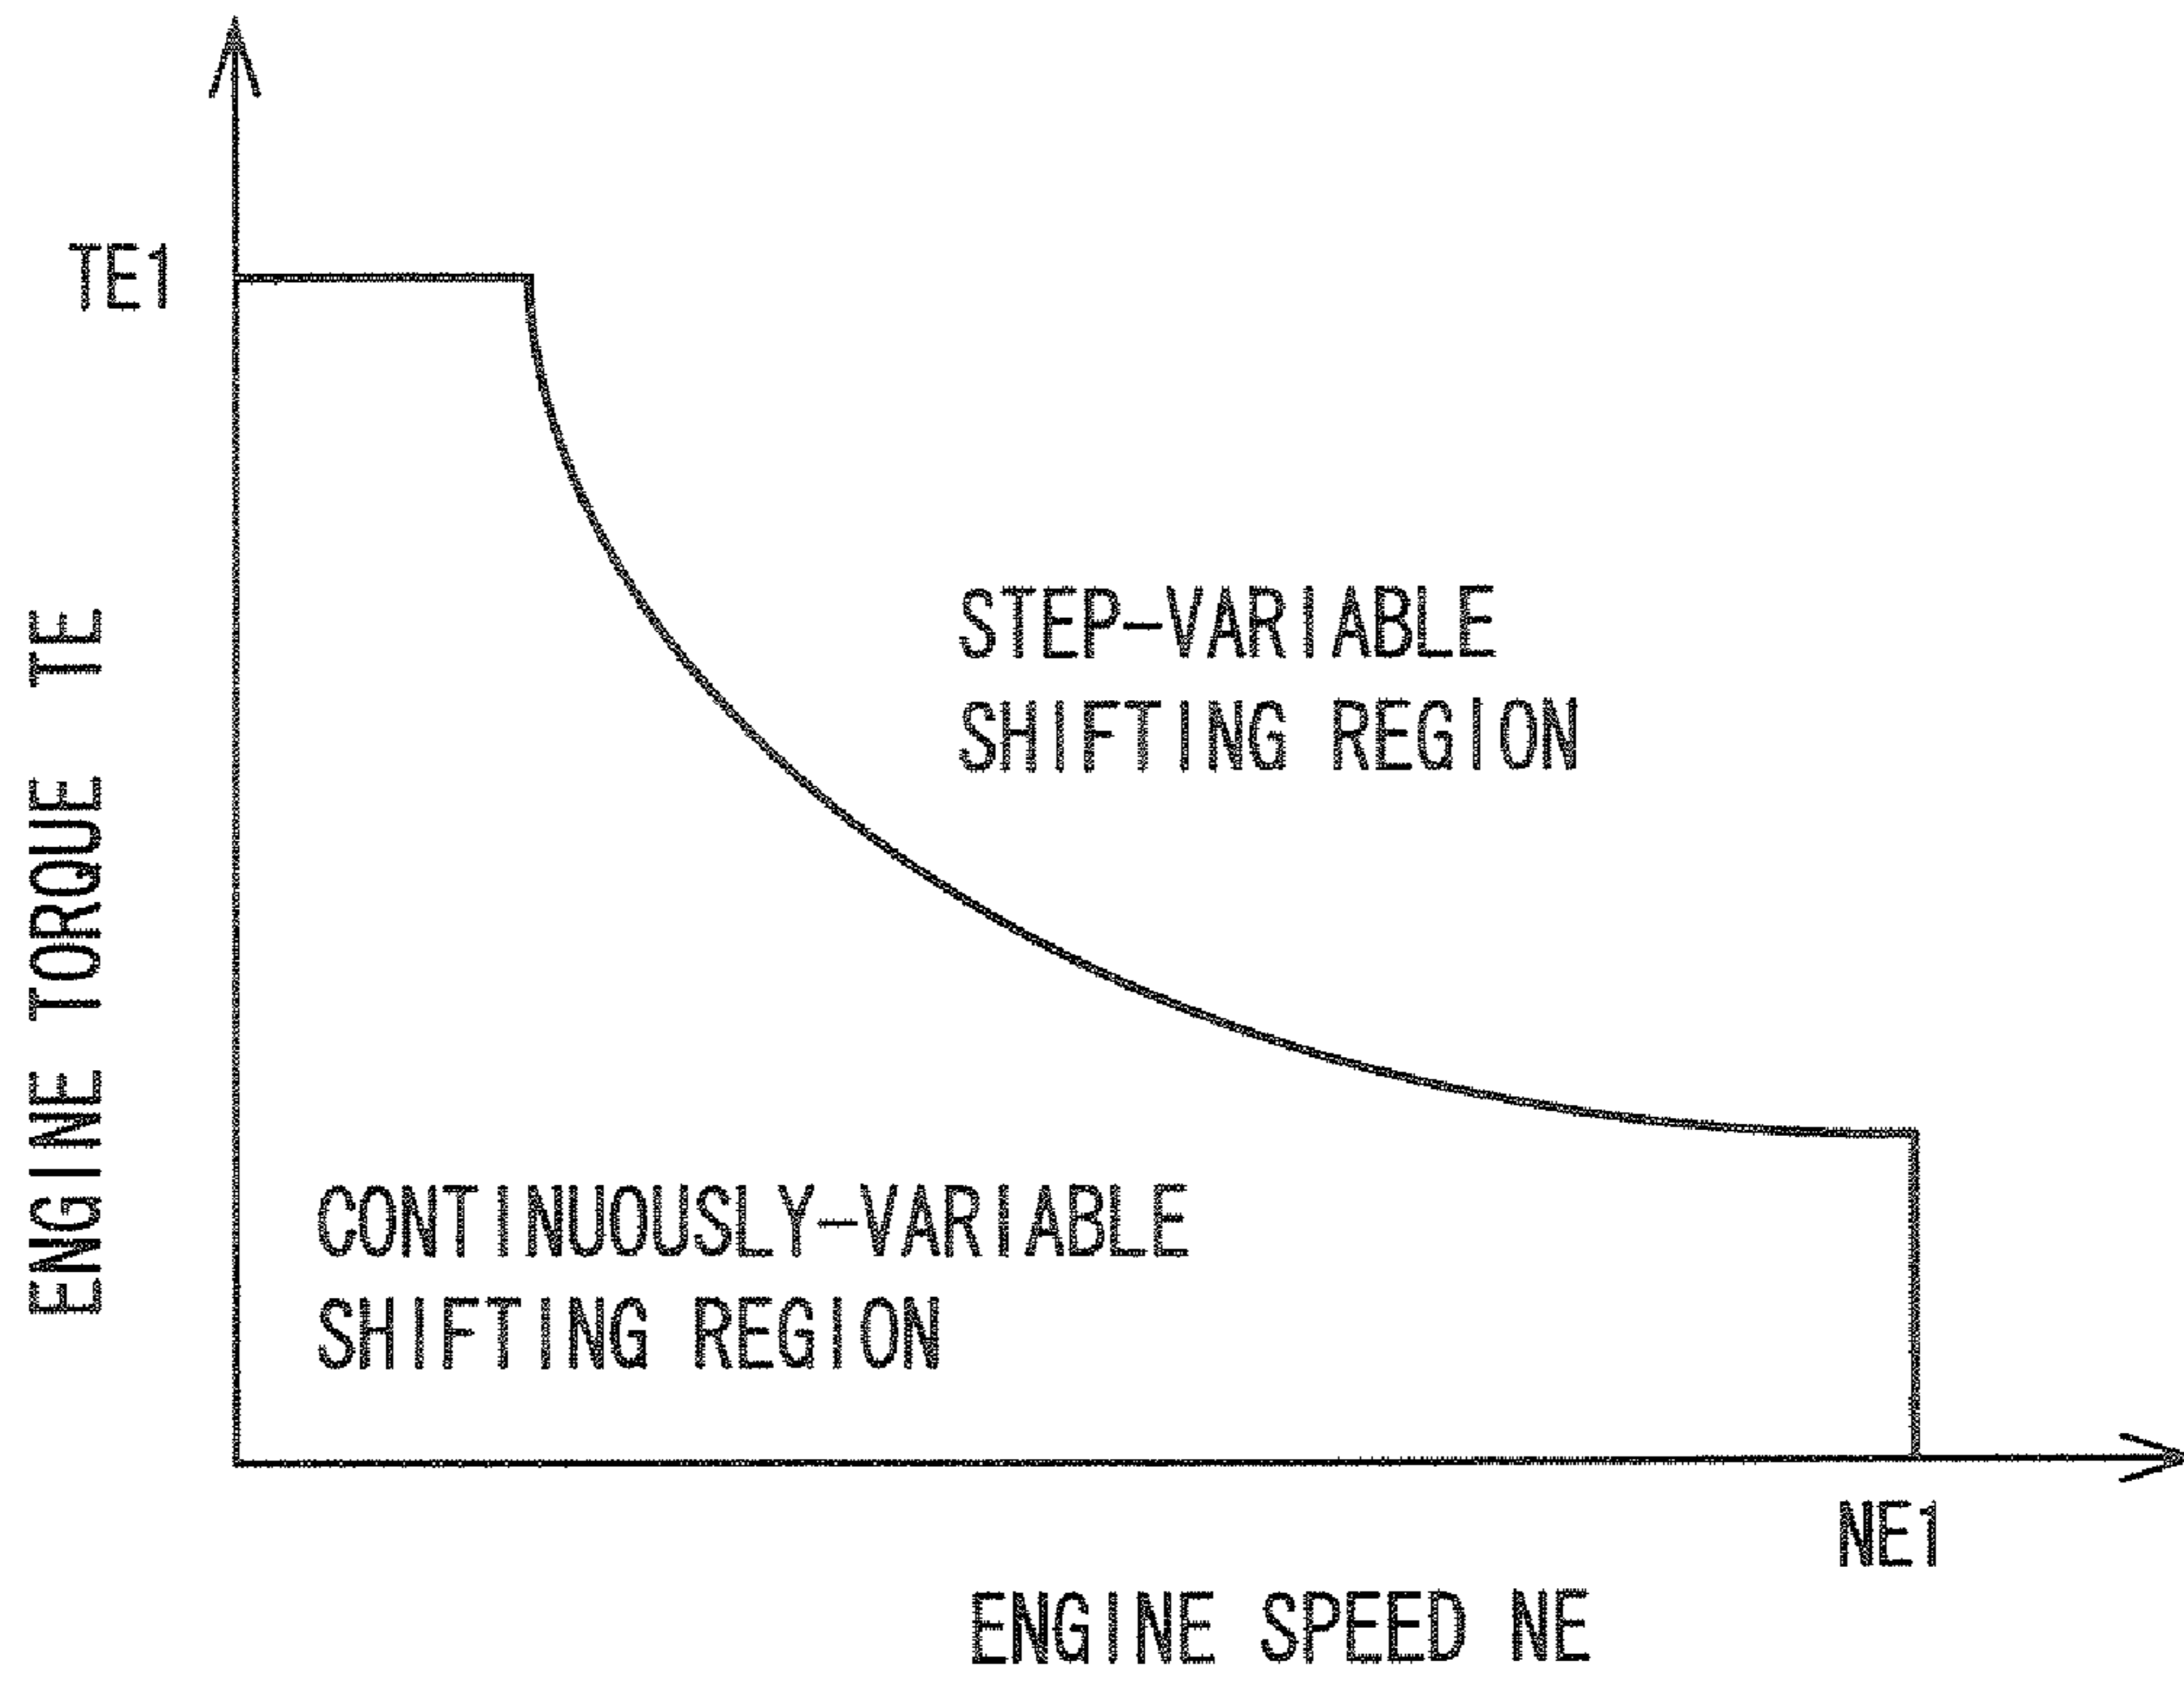 TE1
ENGINE TORQUE TE
STEP-VARIABLE
SHIFTING REGION
CONTINUOUSLY-VARIABLE
SHIFTING REGION
NE1
ENGINE SPEED NE